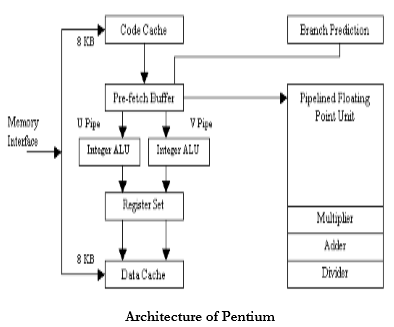 Code Cache
Branch Prediction
8 KB
Pre-fetch Buffer
Pipelined Floating
Point Unit
Memory
Interface
U Pipe
V Pipe
Integer ALU
Integer ALU
Register Set
Multiplier
Adder
8 KB
Data Cache
Divider
Architecture of Pentium